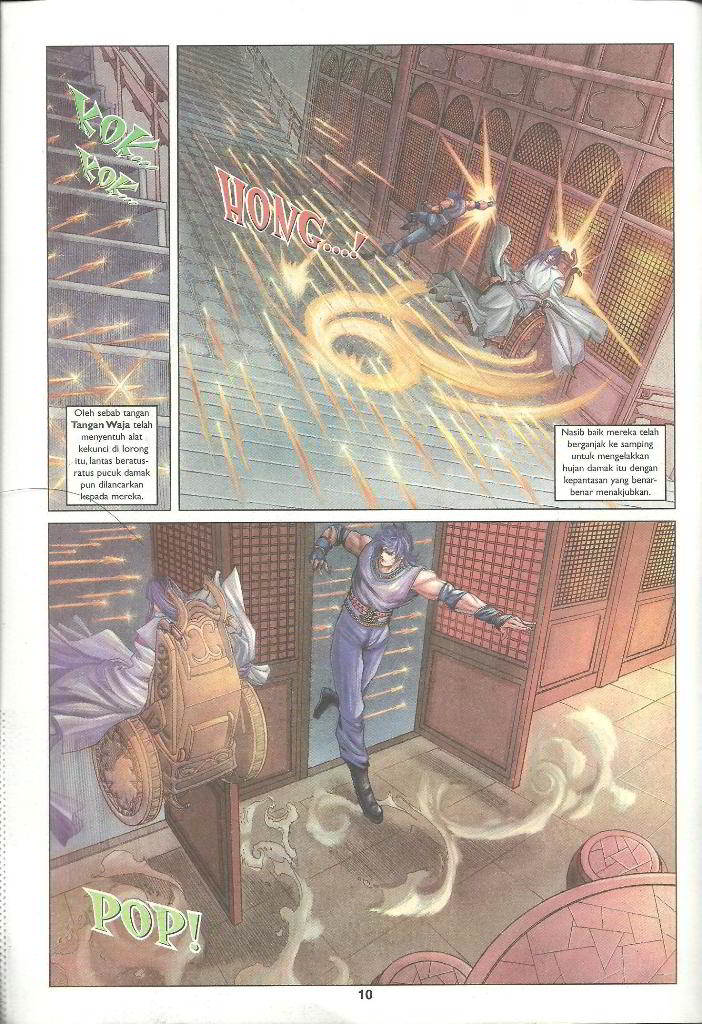 KOK...
KOK...
HONG....!
Oleh sebab tangan
Tangan Waja telah
menyentuh alat
kekunci di lorong
itu, lantas beratus-
ratus pucuk damak
pun dilancarkan
kepada mereka.
Nasib baik mereka telah
berganjak ke samping
untuk mengelakkan
hujan damak itu dengan
kepantasan yang benar-
benar menakjubkan.
POP!
10